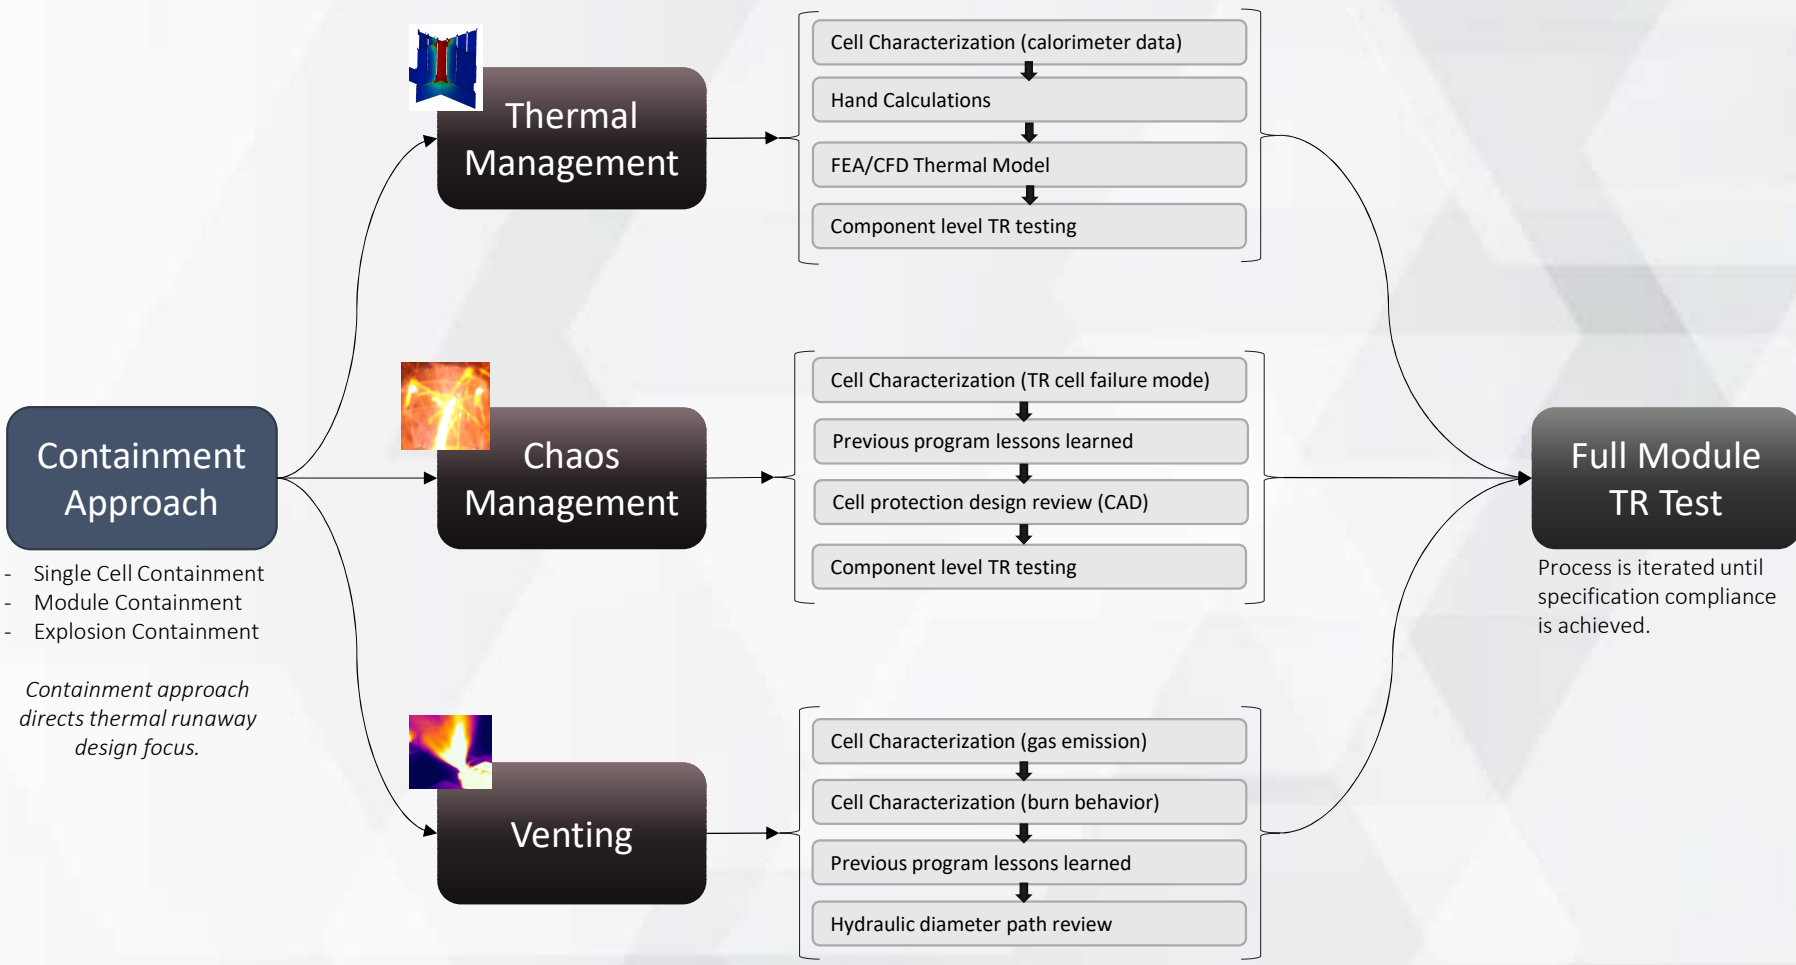 Containment
Approach
- Single Cell Containment
- Module Containment
- Explosion Containment
Containment approach
directs thermal runaway
design focus.
Thermal
Management
Cell Characterization (calorimeter data)
Hand Calculations
FEA/CFD Thermal Model
Component level TR testing
Chaos
Management
Cell Characterization (TR cell failure mode)
Previous program lessons learned
Cell protection design review (CAD)
Component level TR testing
Venting
Cell Characterization (gas emission)
Cell Characterization (burn behavior)
Previous program lessons learned
Hydraulic diameter path review
Full Module
TR Test
Process is iterated until
specification compliance
is achieved.